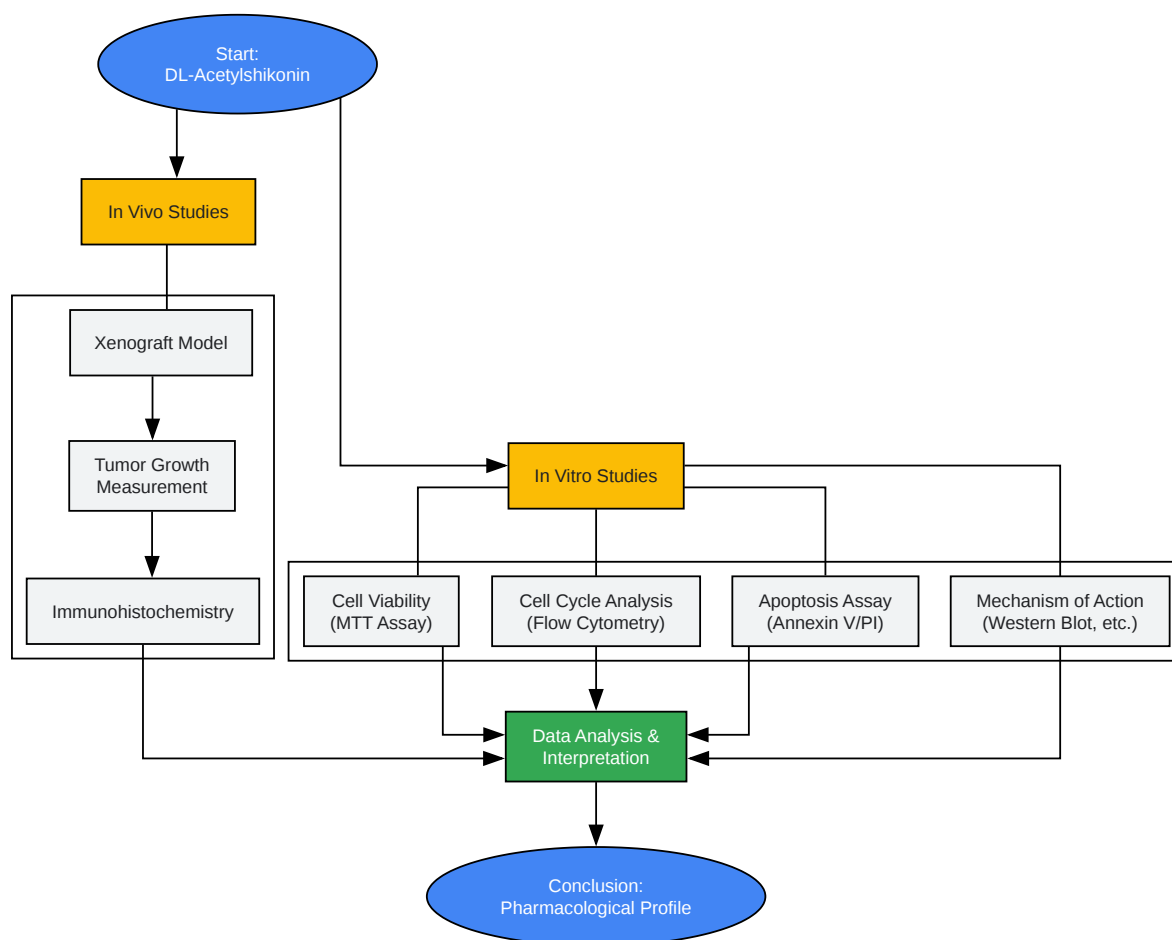 Start:
DL-Acetylshikonin
In Vivo Studies
Xenograft Model
Tumor Growth
Measurement
Immunohistochemistry
In Vitro Studies
Cell Viability
(MTT Assay)
Cell Cycle Analysis
(Flow Cytometry)
Apoptosis Assay
(Annexin V/PI)
Mechanism of Action
(Western Blot, etc.)
Data Analysis &
Interpretation
Conclusion:
Pharmacological Profile